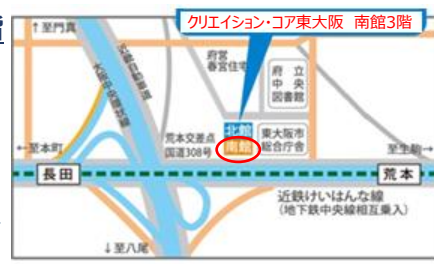 階
クリエイション・コア東大阪 南館3階
↑至門真
府営
春宮住宅
府立
中央
図書館
大阪中央環状線
近畿自動車道
荒本交差点
国道308号
北館
南館
東大阪市
総合庁舎
←至本町
至生駒→
長田
荒本
近鉄けいはんな線
(地下鉄中央線相互乗入)
↓至八尾